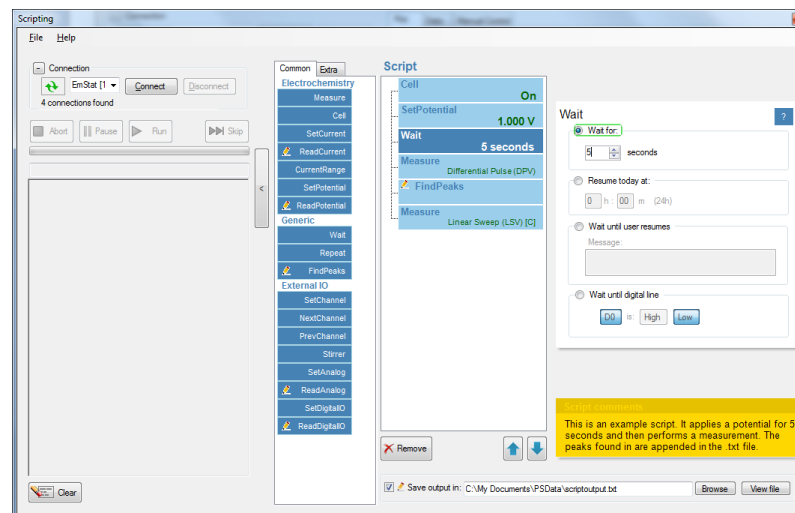 Scripting
File Help
Connection
EmStat [1 Connect Disconnect
4 connections found
Abort Pause Run Skip
Clear
Common Extra
Electrochemistry
Measure
Cell
SetCurrent
ReadCurrent
CurrentRange
SetPotential
ReadPotential
Generic
Wait
Repeat
FindPeaks
External IO
SetChannel
NextChannel
PrevChannel
Stirrer
SetAnalog
ReadAnalog
SetDigitalIO
ReadDigitalIO
Script
Cell
On
SetPotential
1.000 V
Wait
5 seconds
Measure
Differential Pulse (DPV)
FindPeaks
Measure
Linear Sweep (LSV) [C]
Remove
Save output in: C:\My Documents\PSData\scriptoutput.txt Browse View file
Wait ?
Wait for:
5 seconds
Resume today at:
0 h : 00 m (24h)
Wait until user resumes
Message:
Wait until digital line
D0 is: High Low
Script comments
This is an example script. It applies a potential for 5
seconds and then performs a measurement. The
peaks found in are appended in the .txt file.